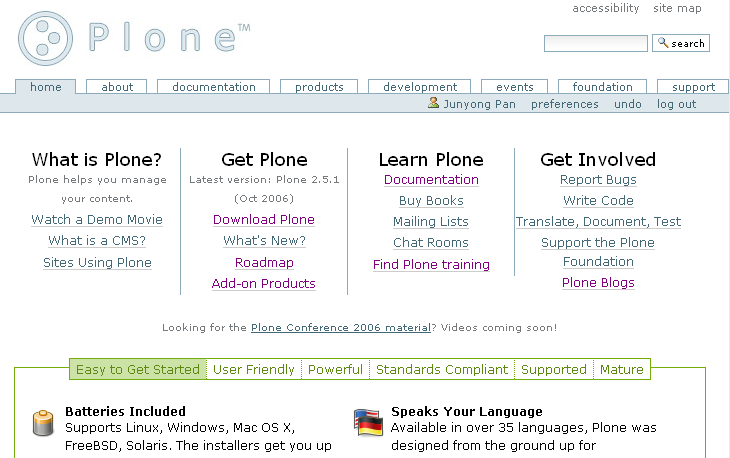 accessibility site map
Plone™
search
home about documentation products development events foundation support
Junyong Pan preferences undo log out
What is Plone?
Plone helps you manage
your content.
Watch a Demo Movie
What is a CMS?
Sites Using Plone
Get Plone
Latest version: Plone 2.5.1
(Oct 2006)
Download Plone
What's New?
Roadmap
Add-on Products
Learn Plone
Documentation
Buy Books
Mailing Lists
Chat Rooms
Find Plone training
Get Involved
Report Bugs
Write Code
Translate, Document, Test
Support the Plone
Foundation
Plone Blogs
Looking for the Plone Conference 2006 material? Videos coming soon!
Easy to Get Started User Friendly Powerful Standards Compliant Supported Mature
Batteries Included
Supports Linux, Windows, Mac OS X,
FreeBSD, Solaris. The installers get you up
Speaks Your Language
Available in over 35 languages, Plone was
designed from the ground up for